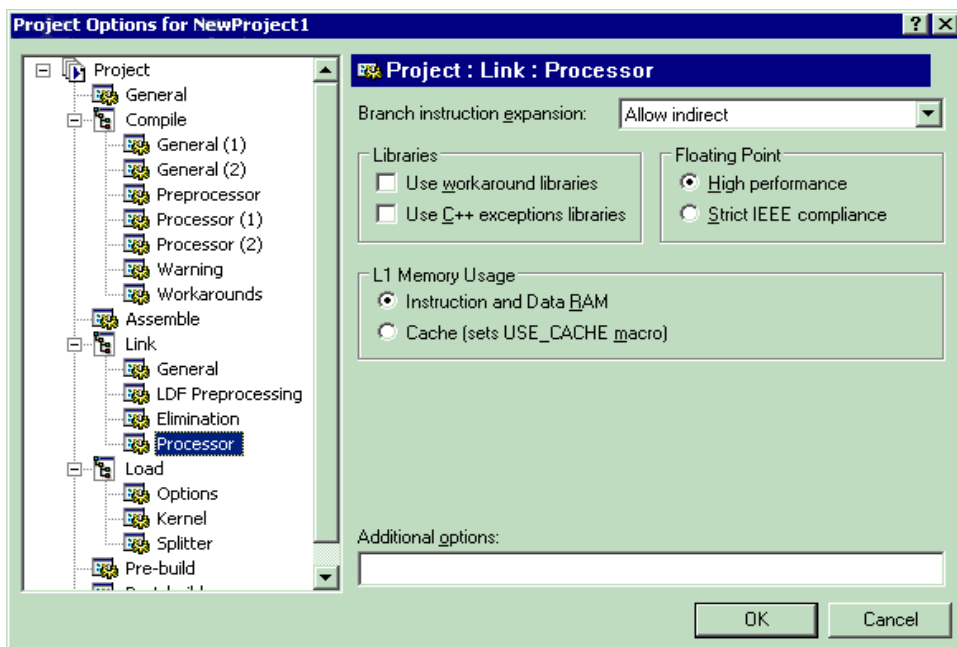 Project Options for NewProject1
Project
General
Compile
General (1)
General (2)
Preprocessor
Processor (1)
Processor (2)
Warning
Workarounds
Assemble
Link
General
LDF Preprocessing
Elimination
Processor
Load
Options
Kernel
Splitter
Pre-build
Project : Link : Processor
Branch instruction expansion: Allow indirect
Libraries
Use workaround libraries
Use C++ exceptions libraries
Floating Point
High performance
Strict IEEE compliance
L1 Memory Usage
Instruction and Data RAM
Cache (sets USE_CACHE macro)
Additional options:
OK Cancel